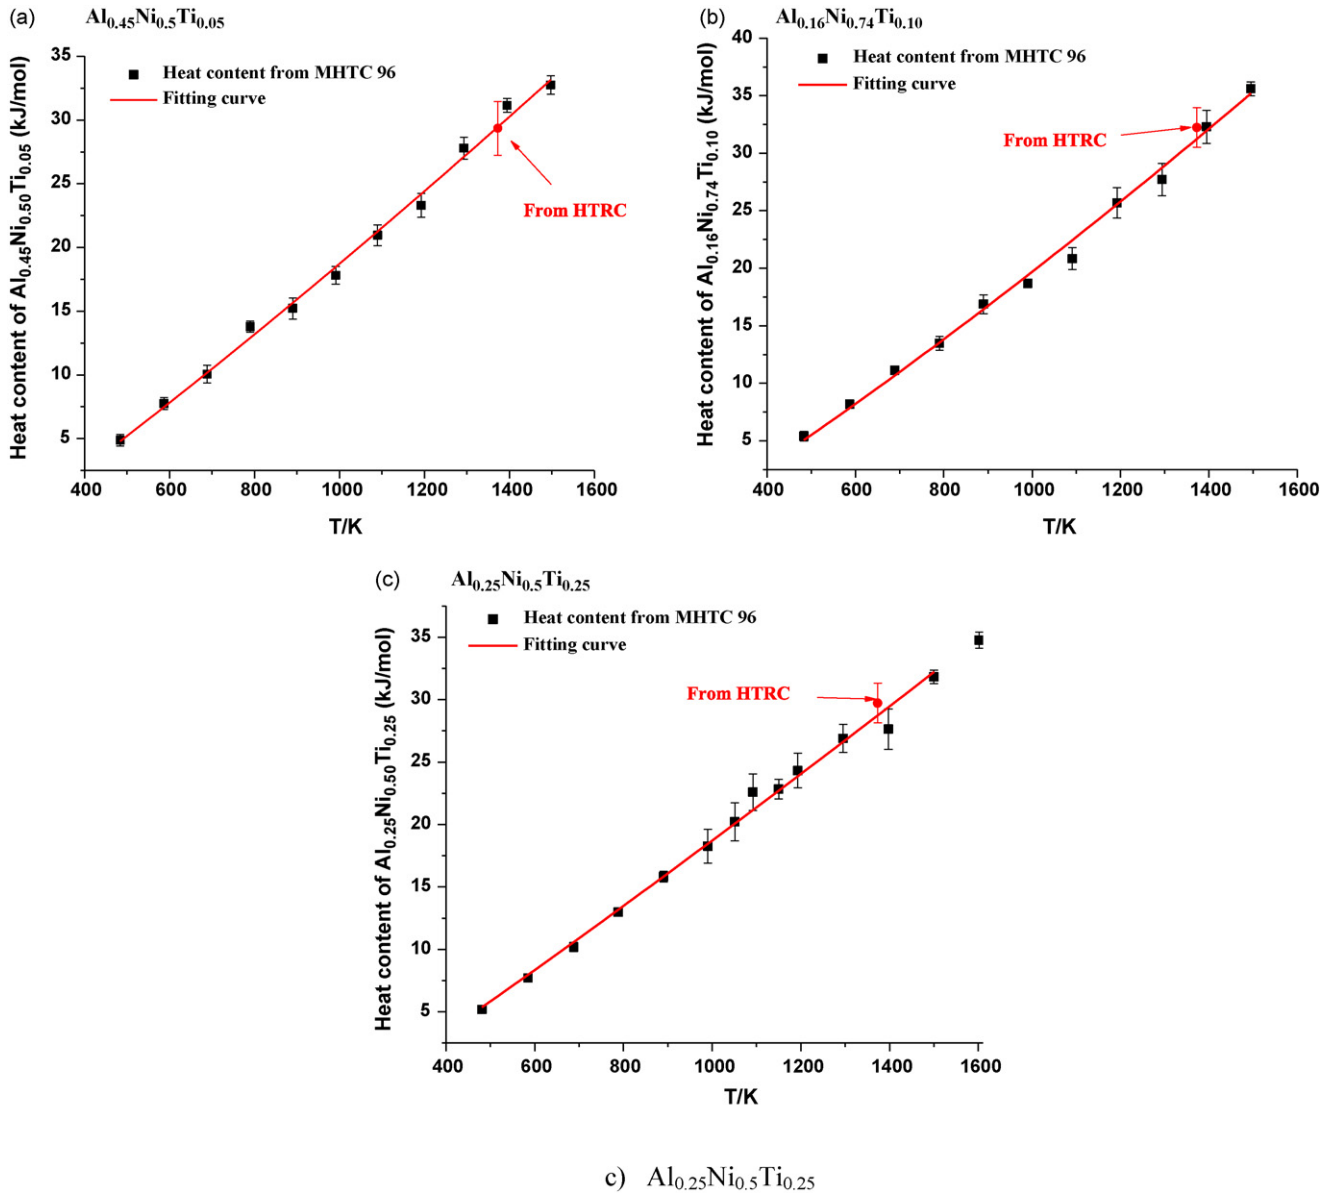 (a) Al0.45Ni0.5Ti0.05
Heat content of Al0.45Ni0.50Ti0.05 (kJ/mol)
35
30
25
20
15
10
5
Heat content from MHTC 96
Fitting curve
From HTRC
400 600 800 1000 1200 1400 1600
T/K
(b) Al0.16Ni0.74Ti0.10
Heat content of Al0.16Ni0.74Ti0.10 (kJ/mol)
40
35
30
25
20
15
10
5
Heat content from MHTC 96
Fitting curve
From HTRC
400 600 800 1000 1200 1400 1600
T/K
(c) Al0.25Ni0.5Ti0.25
Heat content of Al0.25Ni0.50Ti0.25 (kJ/mol)
35
30
25
20
15
10
5
Heat content from MHTC 96
Fitting curve
From HTRC
400 600 800 1000 1200 1400 1600
T/K
c) Al0.25Ni0.5Ti0.25